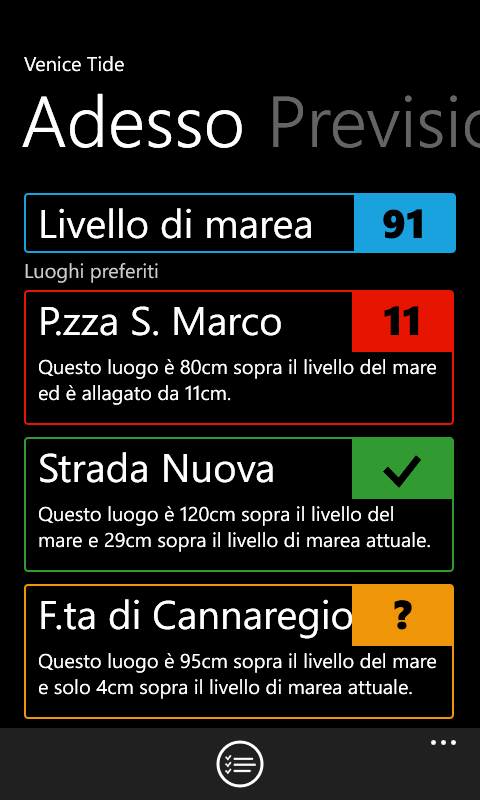 Venice Tide
Adesso Previsio
Livello di marea 91
Luoghi preferiti
P.zza S. Marco 11
Questo luogo è 80cm sopra il livello del mare
ed è allagato da 11cm.
Strada Nuova
Questo luogo è 120cm sopra il livello del
mare e 29cm sopra il livello di marea attuale.
F.ta di Cannaregio ?
Questo luogo è 95cm sopra il livello del mare
e solo 4cm sopra il livello di marea attuale.